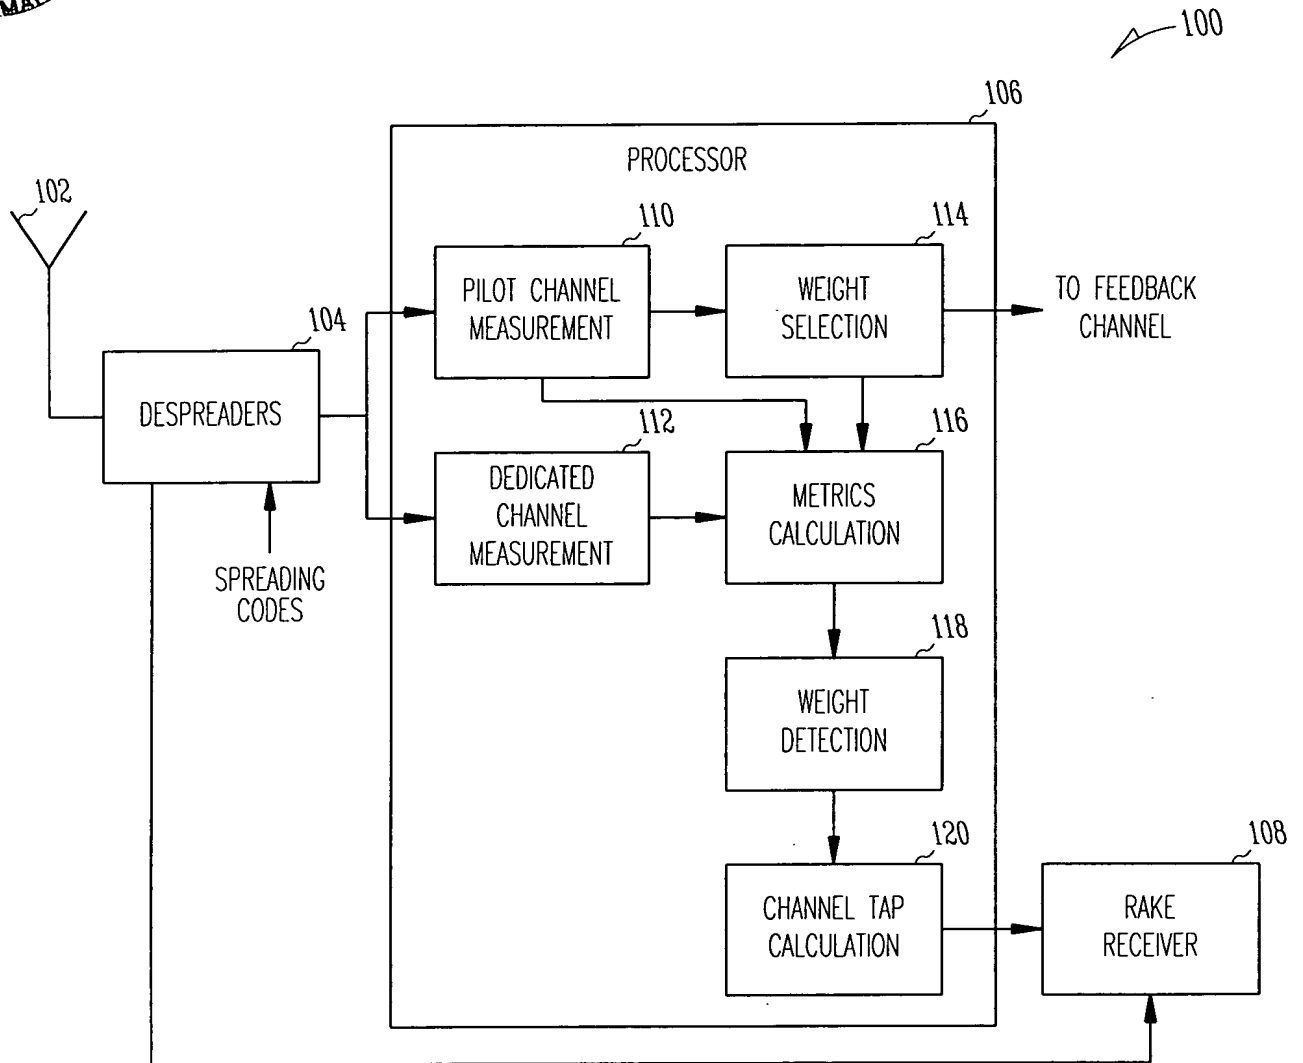 100
106
PROCESSOR
102
110
114
PILOT CHANNEL
MEASUREMENT
WEIGHT
SELECTION
TO FEEDBACK
CHANNEL
104
DESPREADERS
112
116
DEDICATED
CHANNEL
MEASUREMENT
METRICS
CALCULATION
SPREADING
CODES
118
WEIGHT
DETECTION
120
108
CHANNEL TAP
CALCULATION
RAKE
RECEIVER